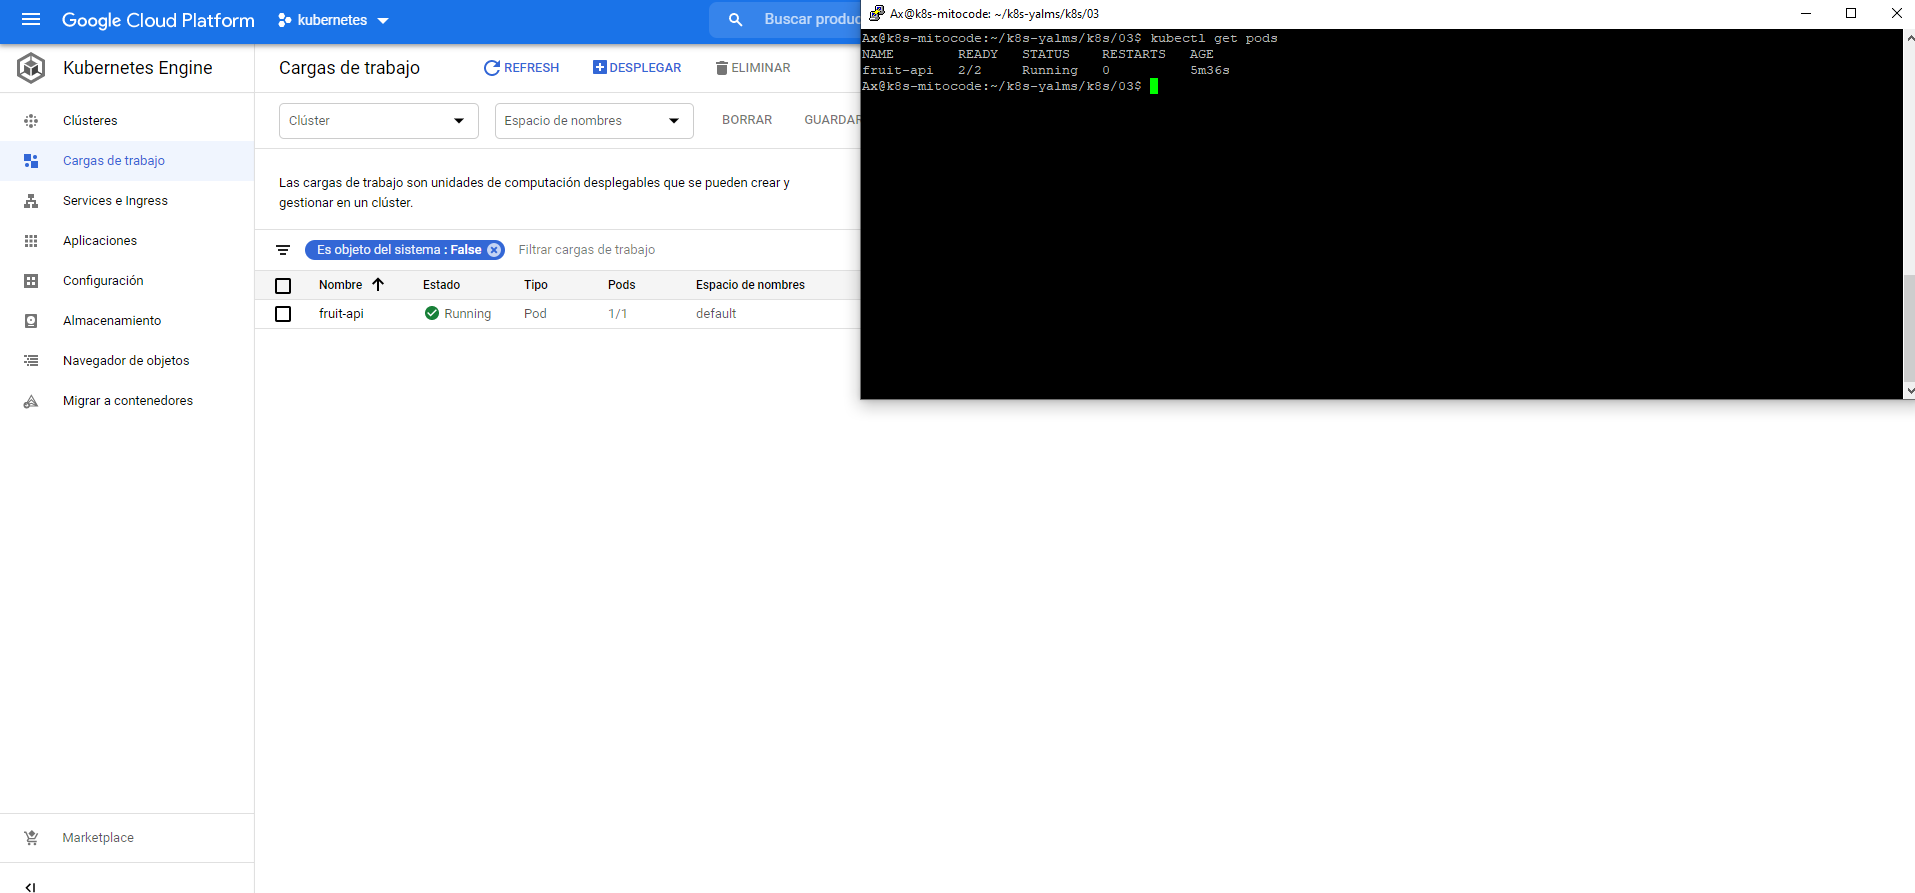 Google Cloud Platform
kubernetes
Buscar produc
Kubernetes Engine
Cargas de trabajo
REFRESH
DESPLEGAR
ELIMINAR
Clústeres
Cargas de trabajo
Services e Ingress
Aplicaciones
Configuración
Almacenamiento
Navegador de objetos
Migrar a contenedores
Marketplace
Clúster
Espacio de nombres
BORRAR
GUARDAR
Las cargas de trabajo son unidades de computación desplegables que se pueden crear y
gestionar en un clúster.
Es objeto del sistema : False
Filtrar cargas de trabajo
Nombre Estado Tipo Pods Espacio de nombres
fruit-api Running Pod 1/1 default
Ax@k8s-mitocode: ~/k8s-yalms/k8s/03
Ax@k8s-mitocode:~/k8s-yalms/k8s/03$ kubectl get pods
NAME READY STATUS RESTARTS AGE
fruit-api 2/2 Running 0 5m36s
Ax@k8s-mitocode:~/k8s-yalms/k8s/03$